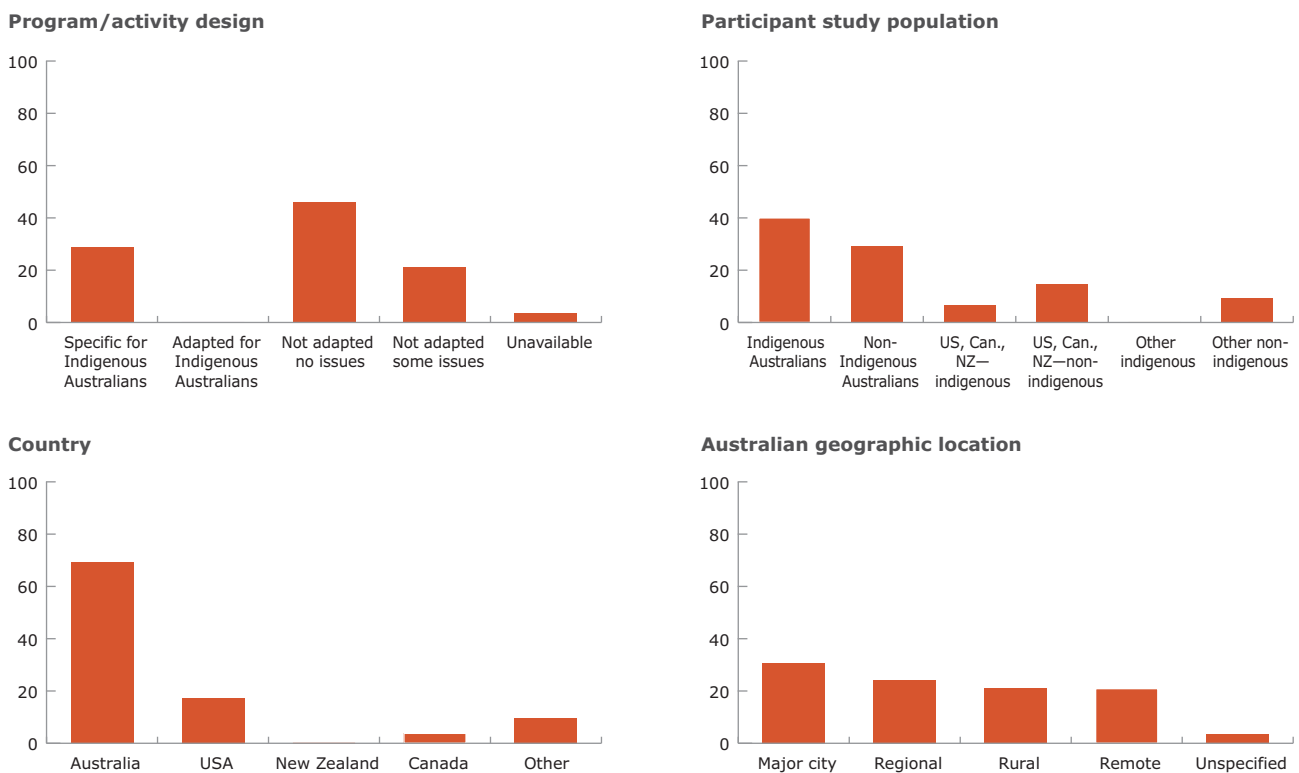 Program/activity design
100
80
60
40
20
0
Specific for
Indigenous
Australians
Adapted for
Indigenous
Australians
Not adapted
no issues
Not adapted
some issues
Unavailable
Participant study population
100
80
60
40
20
0
Indigenous
Australians
Non-
Indigenous
Australians
US, Can.,
NZ—
indigenous
US, Can.,
NZ—non-
indigenous
Other
indigenous
Other non-
indigenous
Country
100
80
60
40
20
0
Australia
USA
New Zealand
Canada
Other
Australian geographic location
100
80
60
40
20
0
Major city
Regional
Rural
Remote
Unspecified